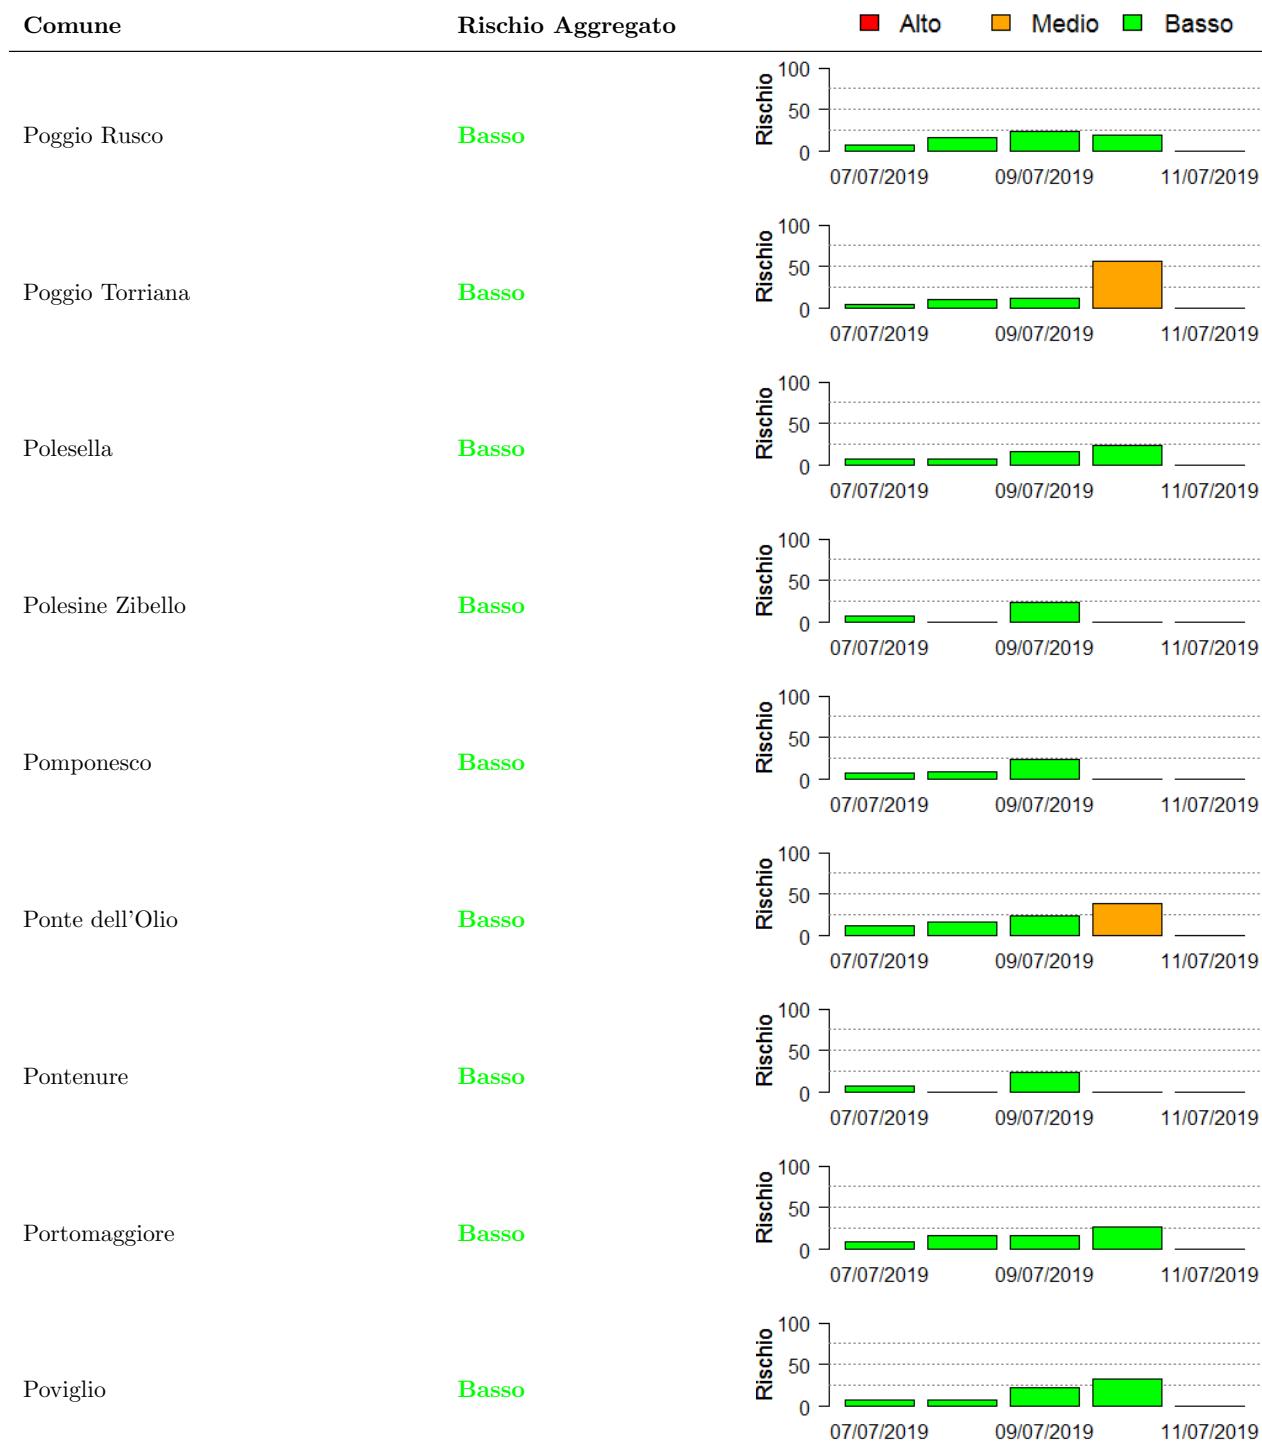 Comune Rischio Aggregato Alto Medio Basso
100
50
0
Rischio
Poggio Rusco Basso
07/07/2019 09/07/2019 11/07/2019
100
50
0
Rischio
Poggio Torriana Basso
07/07/2019 09/07/2019 11/07/2019
100
50
0
Rischio
Polesella Basso
07/07/2019 09/07/2019 11/07/2019
100
50
0
Rischio
Polesine Zibello Basso
07/07/2019 09/07/2019 11/07/2019
100
50
0
Rischio
Pomponesco Basso
07/07/2019 09/07/2019 11/07/2019
100
50
0
Rischio
Ponte dell'Olio Basso
07/07/2019 09/07/2019 11/07/2019
100
50
0
Rischio
Pontenure Basso
07/07/2019 09/07/2019 11/07/2019
100
50
0
Rischio
Portomaggiore Basso
07/07/2019 09/07/2019 11/07/2019
100
50
0
Rischio
Poviglio Basso
07/07/2019 09/07/2019 11/07/2019